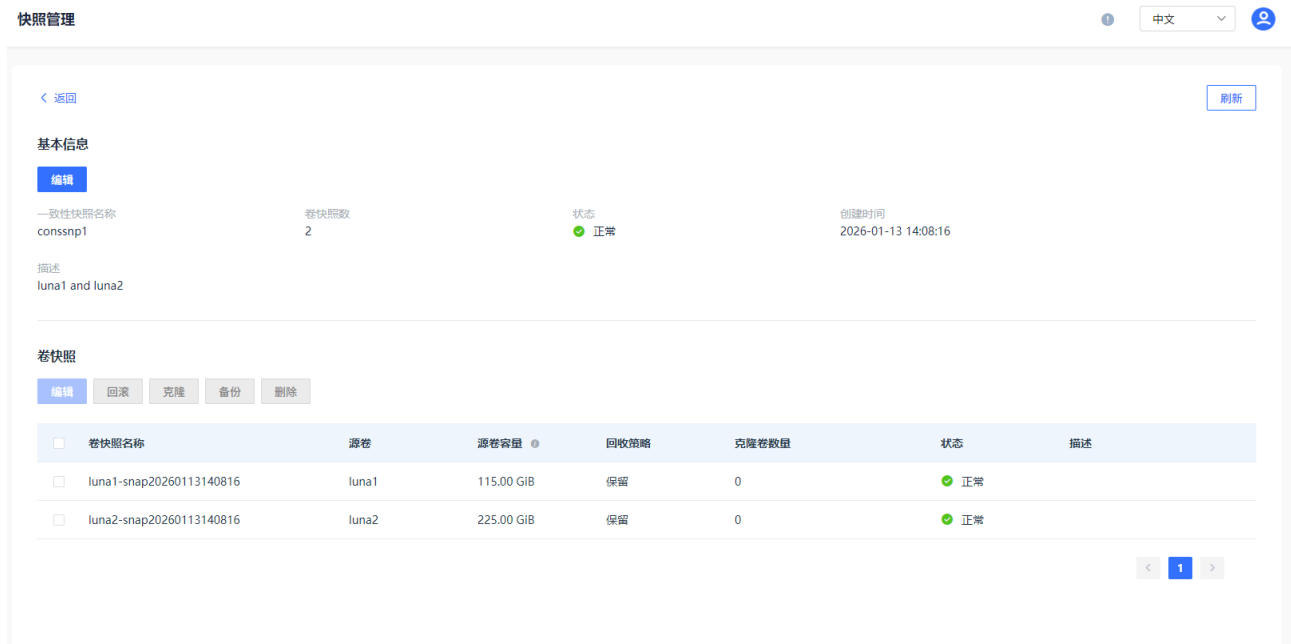 快照管理
中文
返回
刷新
基本信息
编辑
一致性快照名称 卷快照数 状态 创建时间
conssnp1 2 正常 2026-01-13 14:08:16
描述
luna1 and luna2
卷快照
编辑 回滚 克隆 备份 删除
卷快照名称 源卷 源卷容量 回收策略 克隆卷数量 状态 描述
luna1-snap20260113140816 luna1 115.00 GiB 保留 0 正常
luna2-snap20260113140816 luna2 225.00 GiB 保留 0 正常
1